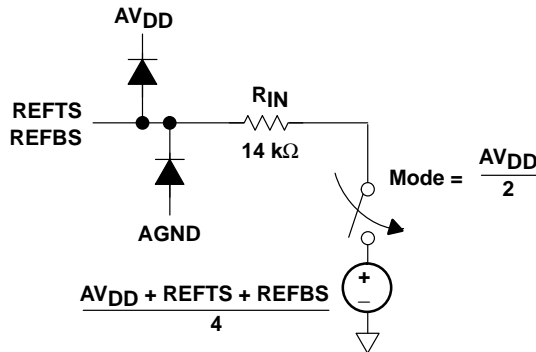 AVDD
REFTS
REFBS
RIN
14 kΩ
AGND
Mode = AVDD
2
AVDD + REFTS + REFBS
4
+
–